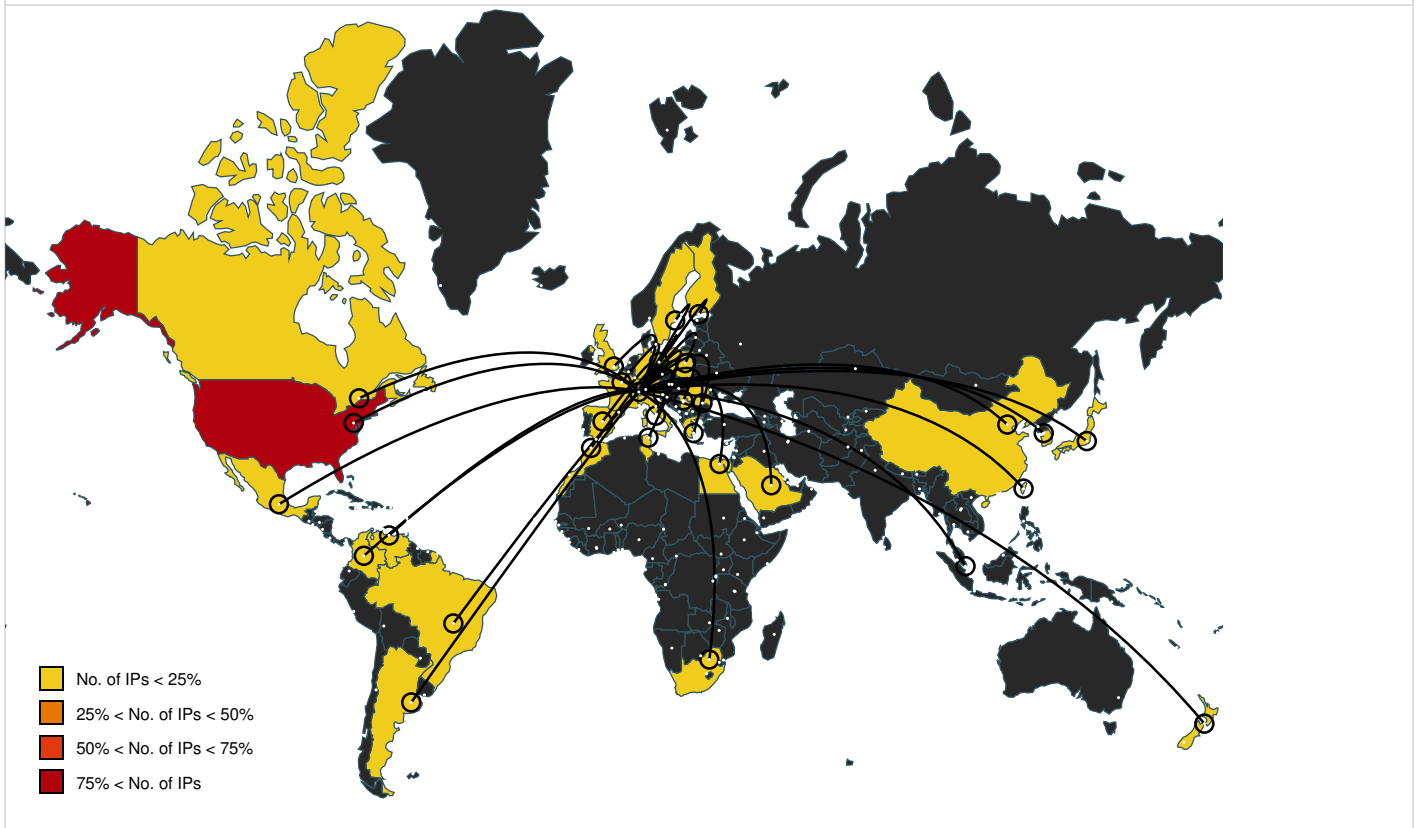 No. of IPs < 25%
25% < No. of IPs < 50%
50% < No. of IPs < 75%
75% < No. of IPs